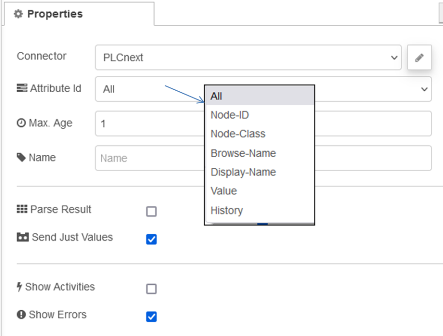 Properties
Connector
PLCnext
Attribute Id
All
All
Node-ID
Node-Class
Browse-Name
Display-Name
Value
History
Max. Age
1
Name
Name
Parse Result
Send Just Values
Show Activities
Show Errors